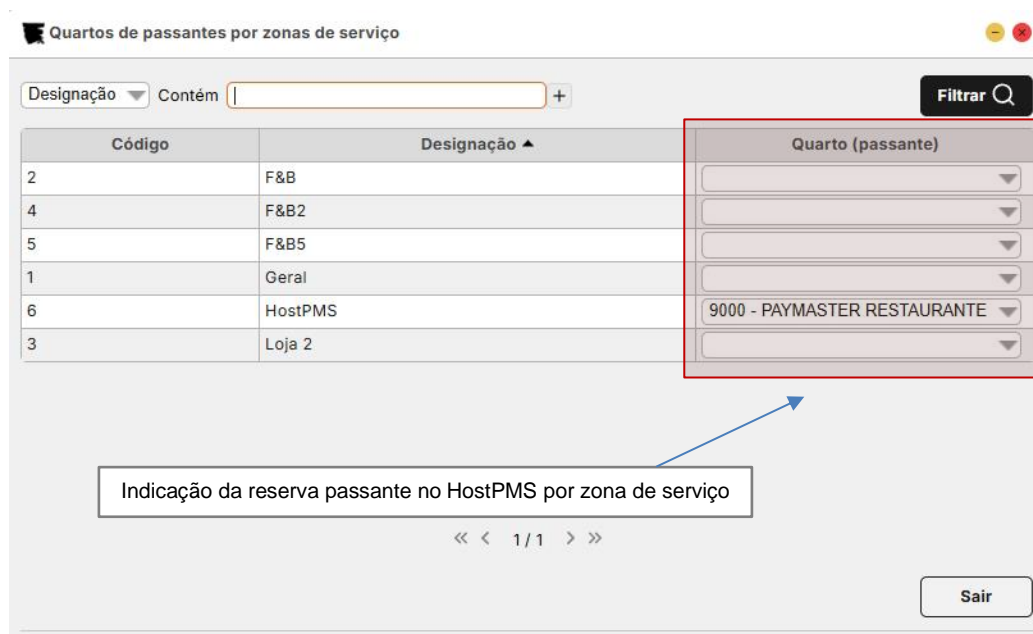 Quartos de passantes por zonas de serviço
Designação Contém + Filtrar
Código Designação Quarto (passante)
2 F&B
4 F&B2
5 F&B5
1 Geral
6 HostPMS 9000 - PAYMASTER RESTAURANTE
3 Loja 2
Indicação da reserva passante no HostPMS por zona de serviço
« < 1 / 1 > »
Sair